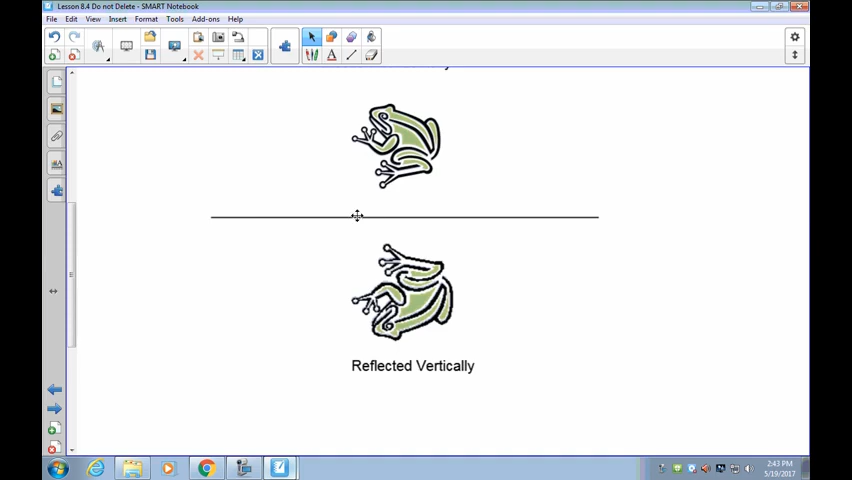 Lesson 8.4 Do not Delete - SMART Notebook
File Edit View Insert Format Tools Add-ons Help
Reflected Vertically
2:43 PM
5/19/2017